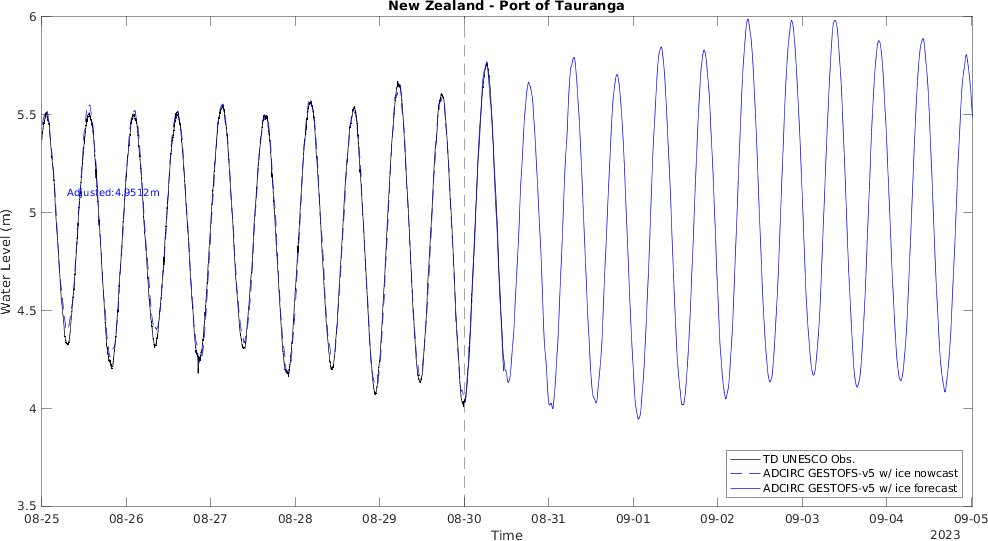 New Zealand - Port of Tauranga
6
5.5
5
4.5
4
3.5
Water Level (m)
Adjusted:4.9512m
TD UNESCO Obs.
ADCIRC GESTOFS-v5 w/ ice nowcast
ADCIRC GESTOFS-v5 w/ ice forecast
08-25 08-26 08-27 08-28 08-29 08-30 08-31 09-01 09-02 09-03 09-04 09-05
Time
2023